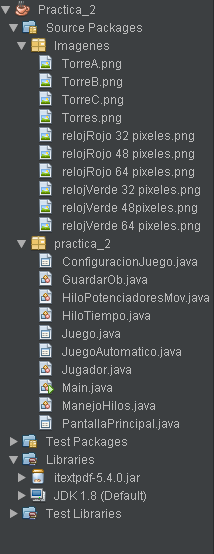 Practica_2
Source Packages
Imagenes
TorreA.png
TorreB.png
TorreC.png
Torres.png
relojRojo 32 pixeles.png
relojRojo 48 pixeles.png
relojRojo 64 pixeles.png
relojVerde 32 pixeles.png
relojVerde 48pixeles.png
relojVerde 64 pixeles.png
practica_2
ConfiguracionJuego.java
GuardarOb.java
HiloPotenciadoresMov.java
HiloTiempo.java
Juego.java
JuegoAutomatico.java
Jugador.java
Main.java
ManejoHilos.java
PantallaPrincipal.java
Test Packages
Libraries
itextpdf-5.4.0.jar
JDK 1.8 (Default)
Test Libraries